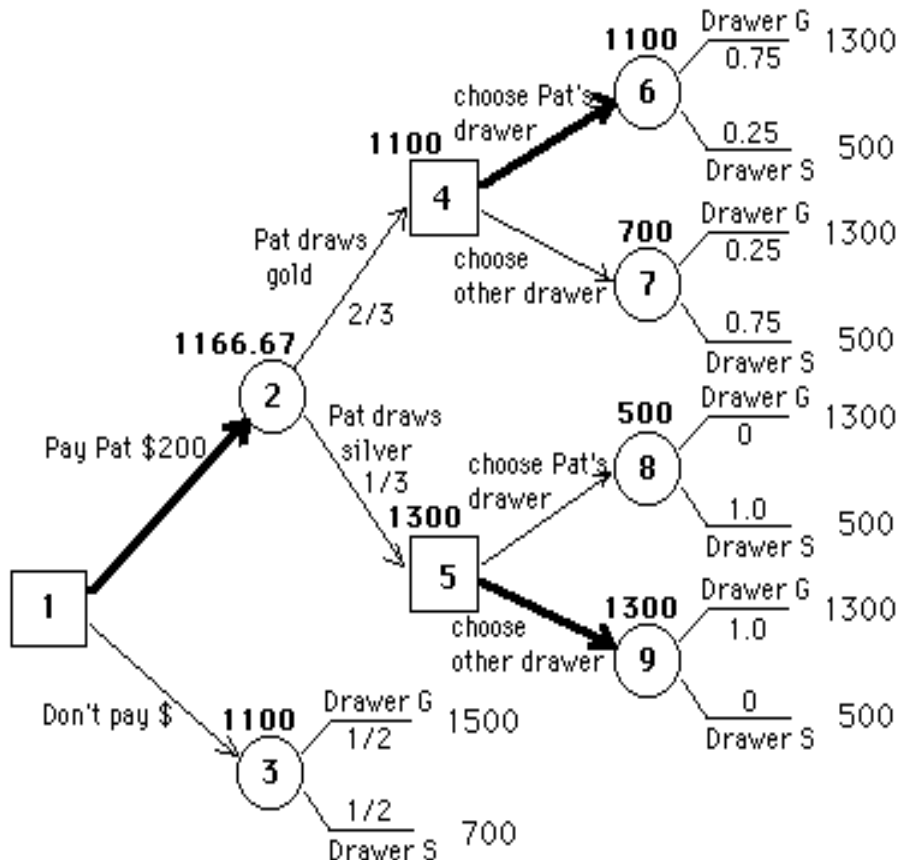 Drawer G
1300
1100
0.75
6
choose Pat's
drawer
0.25
Drawer S
500
1100
4
Drawer G
1300
700
0.25
Pat draws
gold
choose
other drawer
7
2/3
0.75
Drawer S
500
1166.67
2
Drawer G
1300
500
0
Pat draws
silver
1/3
Pay Pat $200
choose Pat's
drawer
8
1.0
Drawer S
500
1300
5
Drawer G
1300
1300
1.0
1
choose
other drawer
9
0
Drawer S
500
Don't pay $
1100
Drawer G
1500
1/2
3
1/2
Drawer S
700